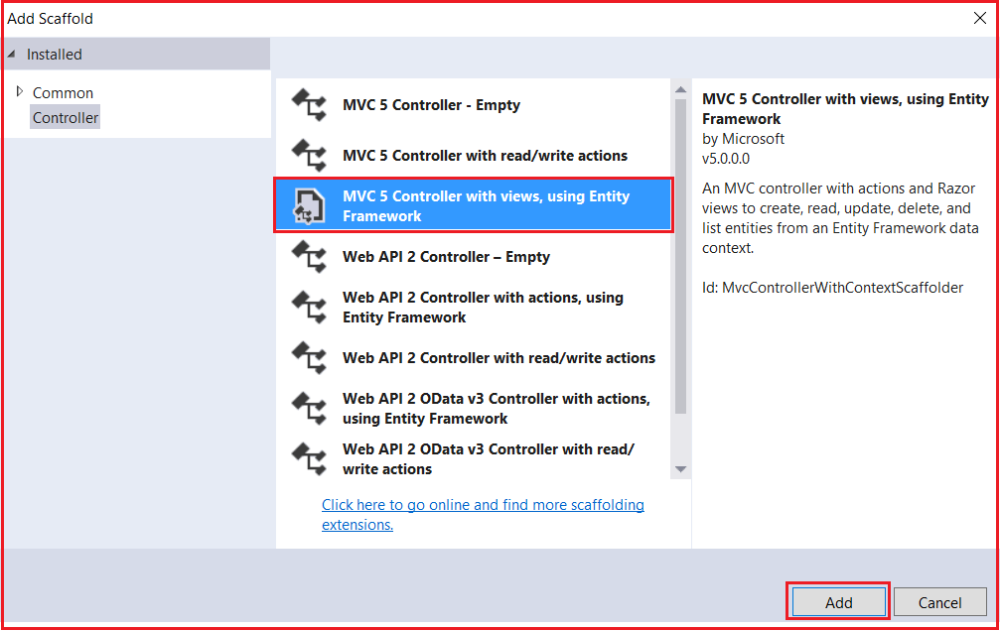 Add Scaffold
Installed
Common
Controller
MVC 5 Controller - Empty
MVC 5 Controller with read/write actions
MVC 5 Controller with views, using Entity
Framework
Web API 2 Controller – Empty
Web API 2 Controller with actions, using
Entity Framework
Web API 2 Controller with read/write actions
Web API 2 OData v3 Controller with actions,
using Entity Framework
Web API 2 OData v3 Controller with read/
write actions
Click here to go online and find more scaffolding
extensions.
MVC 5 Controller with views, using Entity
Framework
by Microsoft
v5.0.0.0
An MVC controller with actions and Razor
views to create, read, update, delete, and
list entities from an Entity Framework data
context.
Id: MvcControllerWithContextScaffolder
Add
Cancel